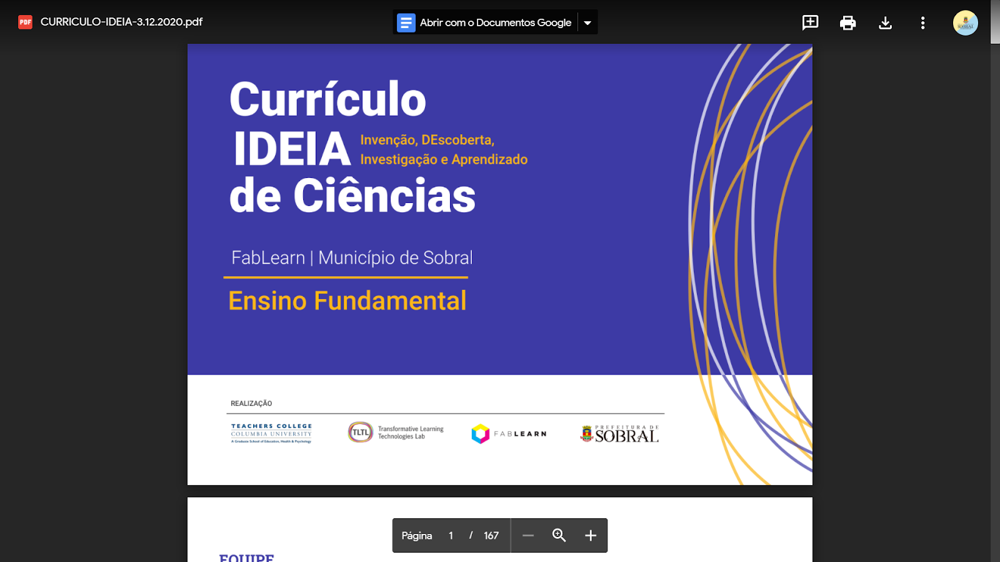 PDF
CURRICULO-IDEIA-3.12.2020.pdf
Abrir com o Documentos Google
SOBRAL
Currículo
IDEIA
Invenção, DEscoberta,
Investigação e Aprendizado
de Ciências
FabLearn | Município de Sobral
Ensino Fundamental
REALIZAÇÃO
TEACHERS COLLEGE
COLUMBIA UNIVERSITY
A Graduate School of Education, Health & Psychology
TLTL
Transformative Learning
Technologies Lab
FABLEARN
PREFEITURA DE
SOBRAL
Página 1 / 167
EQUIPE